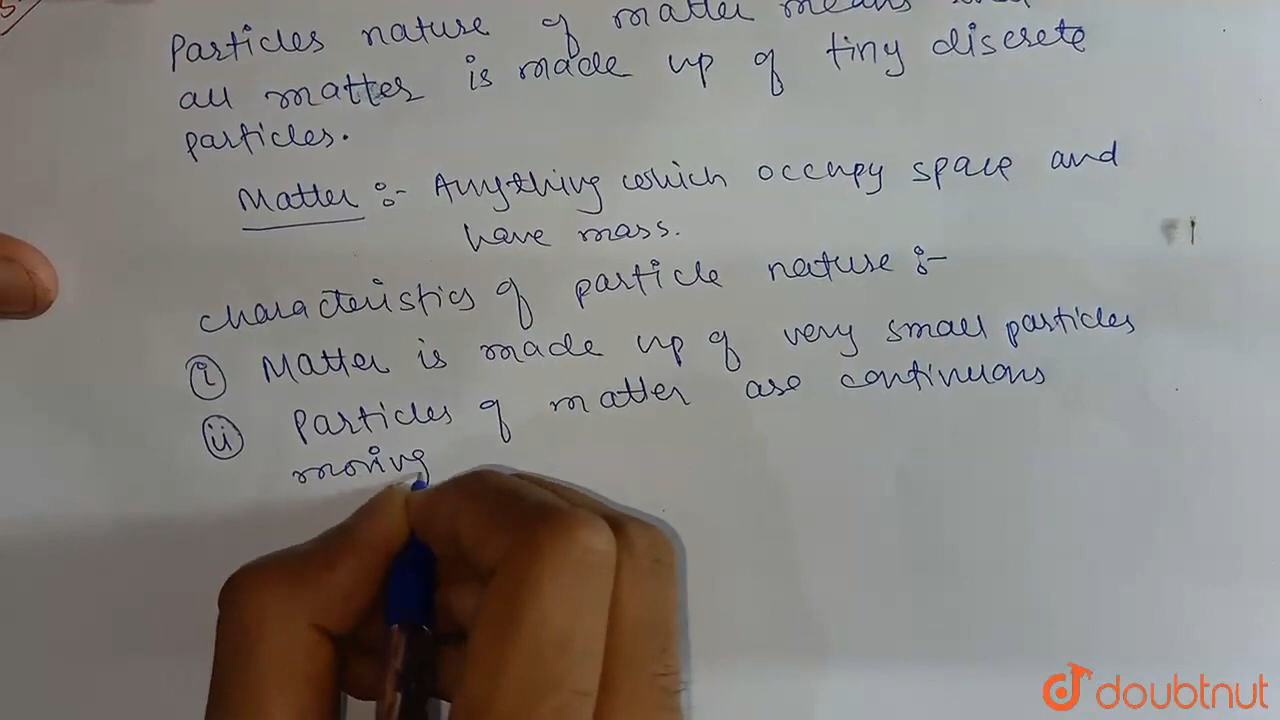 Particles nature of matter means
all matter is made up of tiny discrete
particles.
Matter :- Anything which occupy space and
have mass.
characteristics of particle nature :-
(i) Matter is made up of very small particles
(ii) Particles of matter are continuous
moving
doubtnut